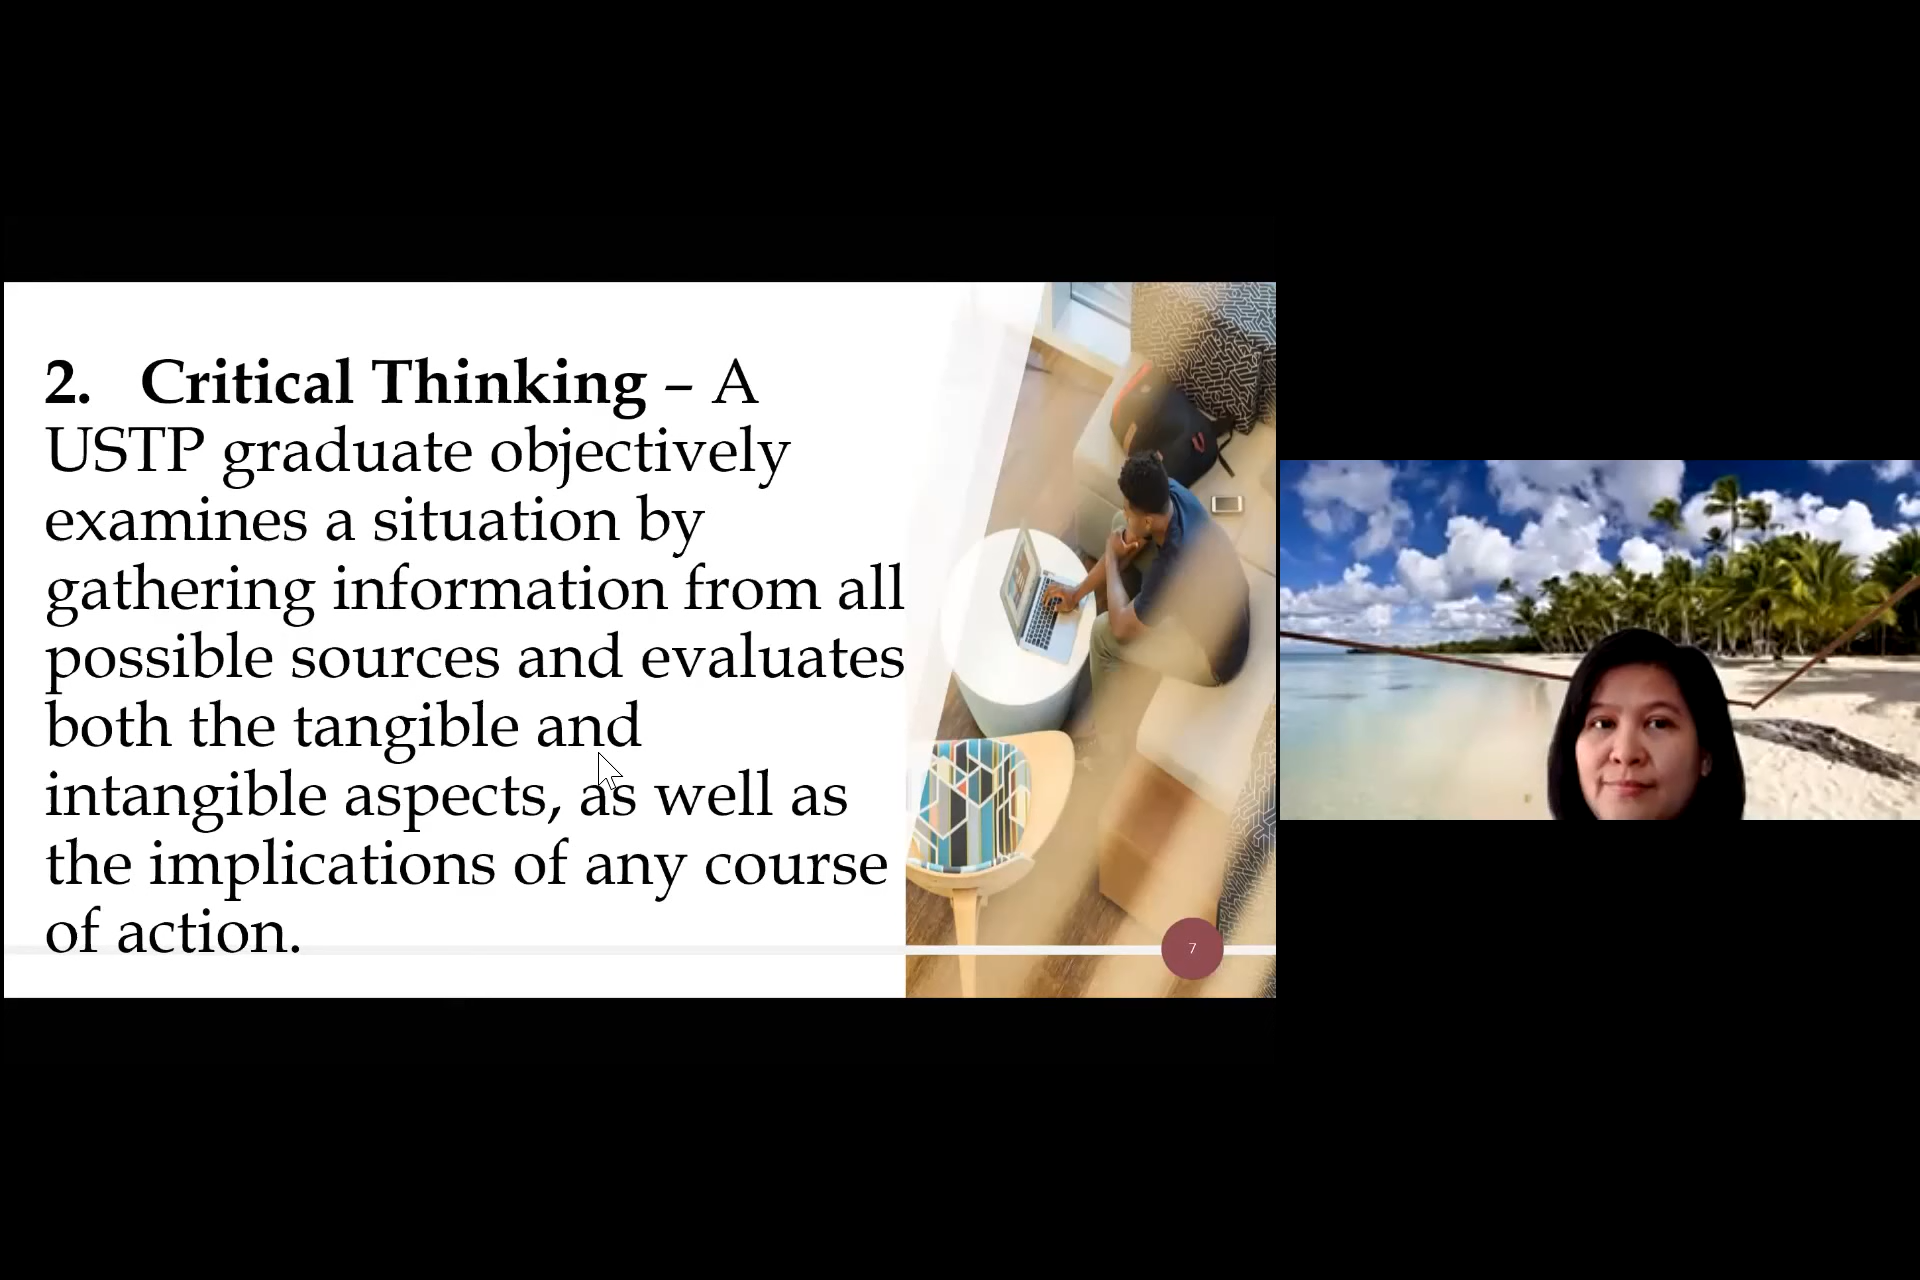 2. Critical Thinking – A
USTP graduate objectively
examines a situation by
gathering information from all
possible sources and evaluates
both the tangible and
intangible aspects, as well as
the implications of any course
of action.
7